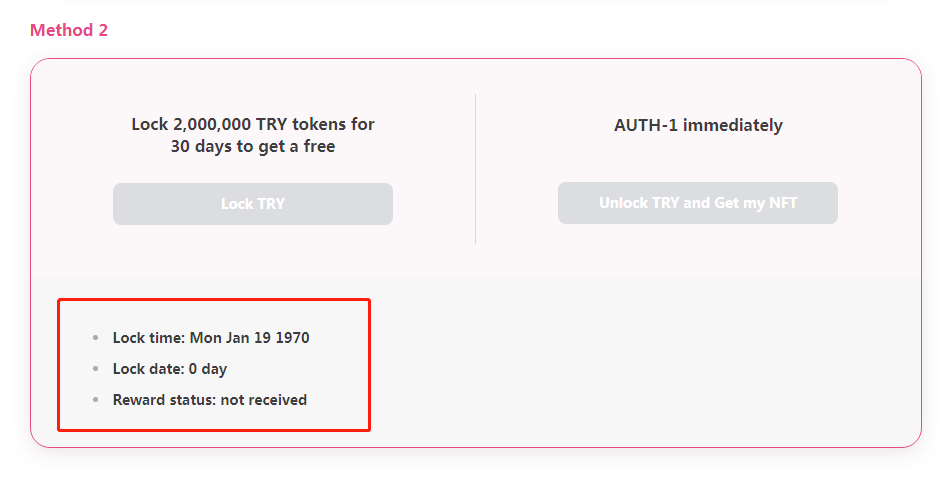 Method 2
Lock 2,000,000 TRY tokens for
30 days to get a free
Lock TRY
AUTH-1 immediately
Unlock TRY and Get my NFT
Lock time: Mon Jan 19 1970
Lock date: 0 day
Reward status: not received